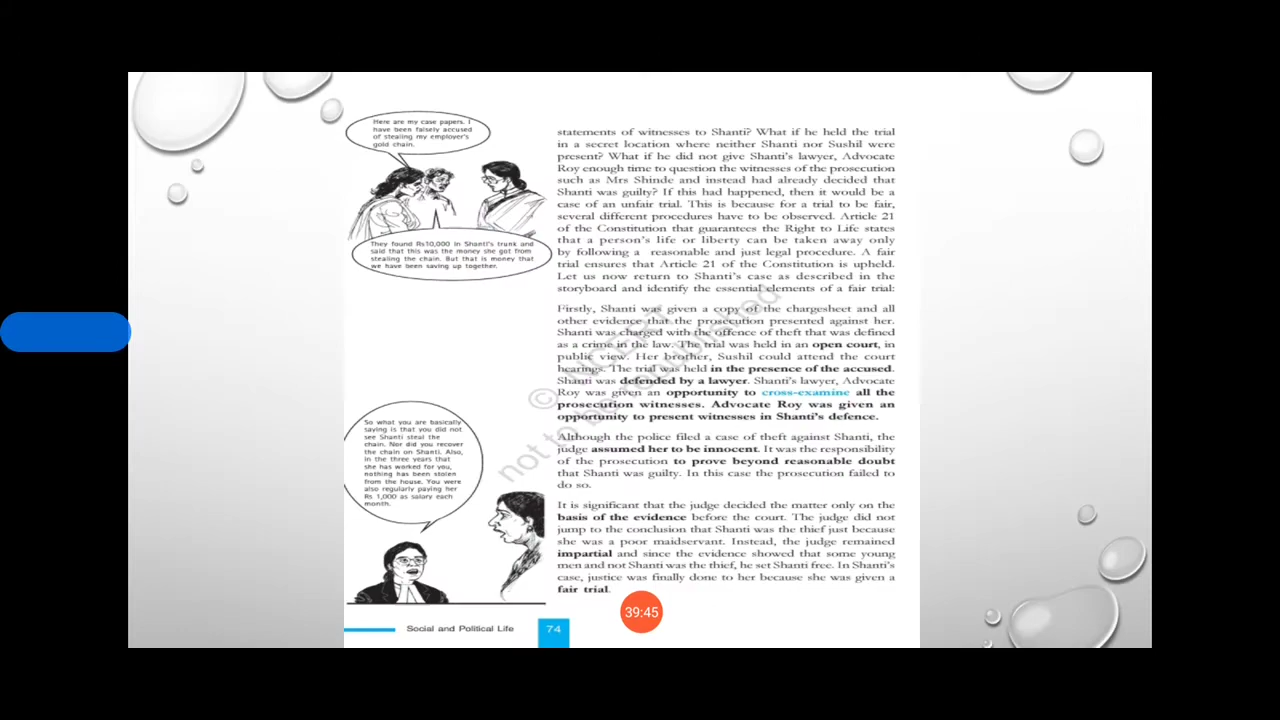 Here are my case papers. I
have been falsely accused
of stealing my employer's
gold chain.
They found Rs10,000 in Shanti's trunk and
said that this was the money she got from
stealing the chain. But that is money that
we have been saving up together.
So what you are basically
saying is that you did not
see Shanti steal the
chain. Nor did you recover
the chain on Shanti. Also,
in the three years that
she has worked for you,
nothing has been stolen
from the house. You were
also regularly paying her
Rs 1,000 as salary each
month.
statements of witnesses to Shanti? What if he held the trial
in a secret location where neither Shanti nor Sushil were
present? What if he did not give Shanti's lawyer, Advocate
Roy enough time to question the witnesses of the prosecution
such as Mrs Shinde and instead had already decided that
Shanti was guilty? If this had happened, then it would be a
case of an unfair trial. This is because for a trial to be fair,
several different procedures have to be observed. Article 21
of the Constitution that guarantees the Right to Life states
that a person's life or liberty can be taken away only
by following a reasonable and just legal procedure. A fair
trial ensures that Article 21 of the Constitution is upheld.
Let us now return to Shanti's case as described in the
storyboard and identify the essential elements of a fair trial:
Firstly, Shanti was given a copy of the chargesheet and all
other evidence that the prosecution presented against her.
Shanti was charged with the offence of theft that was defined
as a crime in the law. The trial was held in an open court, in
public view. Her brother, Sushil could attend the court
hearings. The trial was held in the presence of the accused.
Shanti was defended by a lawyer. Shanti's lawyer, Advocate
Roy was given an opportunity to cross-examine all the
prosecution witnesses. Advocate Roy was given an
opportunity to present witnesses in Shanti's defence.
Although the police filed a case of theft against Shanti, the
judge assumed her to be innocent. It was the responsibility
of the prosecution to prove beyond reasonable doubt
that Shanti was guilty. In this case the prosecution failed to
do so.
It is significant that the judge decided the matter only on the
basis of the evidence before the court. The judge did not
jump to the conclusion that Shanti was the thief just because
she was a poor maidservant. Instead, the judge remained
impartial and since the evidence showed that some young
men and not Shanti was the thief, he set Shanti free. In Shanti's
case, justice was finally done to her because she was given a
fair trial.
© NCERT
not to be republished
39:45
Social and Political Life
74